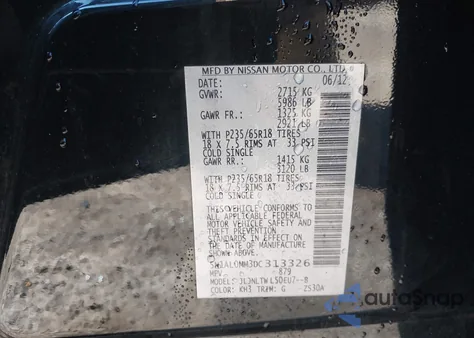 MFD BY NISSAN MOTOR CO., LTD.
DATE: 06/12
GVWR: 2715 KG
5986 LB
GAWR FR.: 1325 KG
2921 LB
WITH P235/65R18 TIRES
18 X 7.5 RIMS AT 33 PSI
COLD SINGLE
GAWR RR.: 1415 KG
3120 LB
WITH P235/65R18 TIRES
18 X 7.5 RIMS AT 33 PSI
COLD SINGLE
THIS VEHICLE CONFORMS TO
ALL APPLICABLE FEDERAL
MOTOR VEHICLE SAFETY AND
THEFT PREVENTION
STANDARDS IN EFFECT ON
THE DATE OF MANUFACTURE
SHOWN ABOVE.
313326
MPV 879
COLOR: KH3 TRIM: G
autoSnap